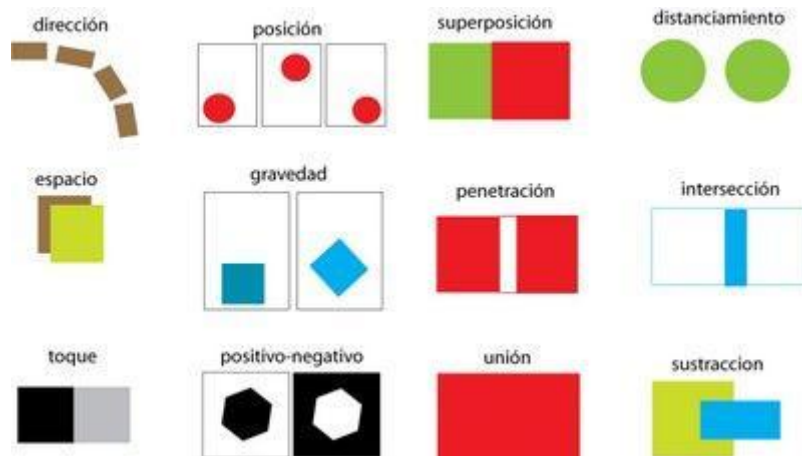 dirección
posición
superposición
distanciamiento
espacio
gravedad
penetración
intersección
toque
positivo-negativo
unión
sustraccion